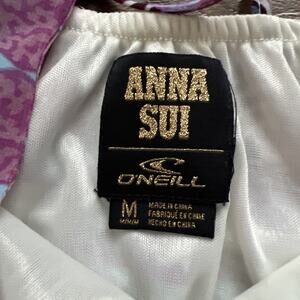 ANNA
SUI
O'NEILL
M
M/M/M
MADE IN CHINA
FABRIQUÉ EN CHINE
HECHO EN CHINA